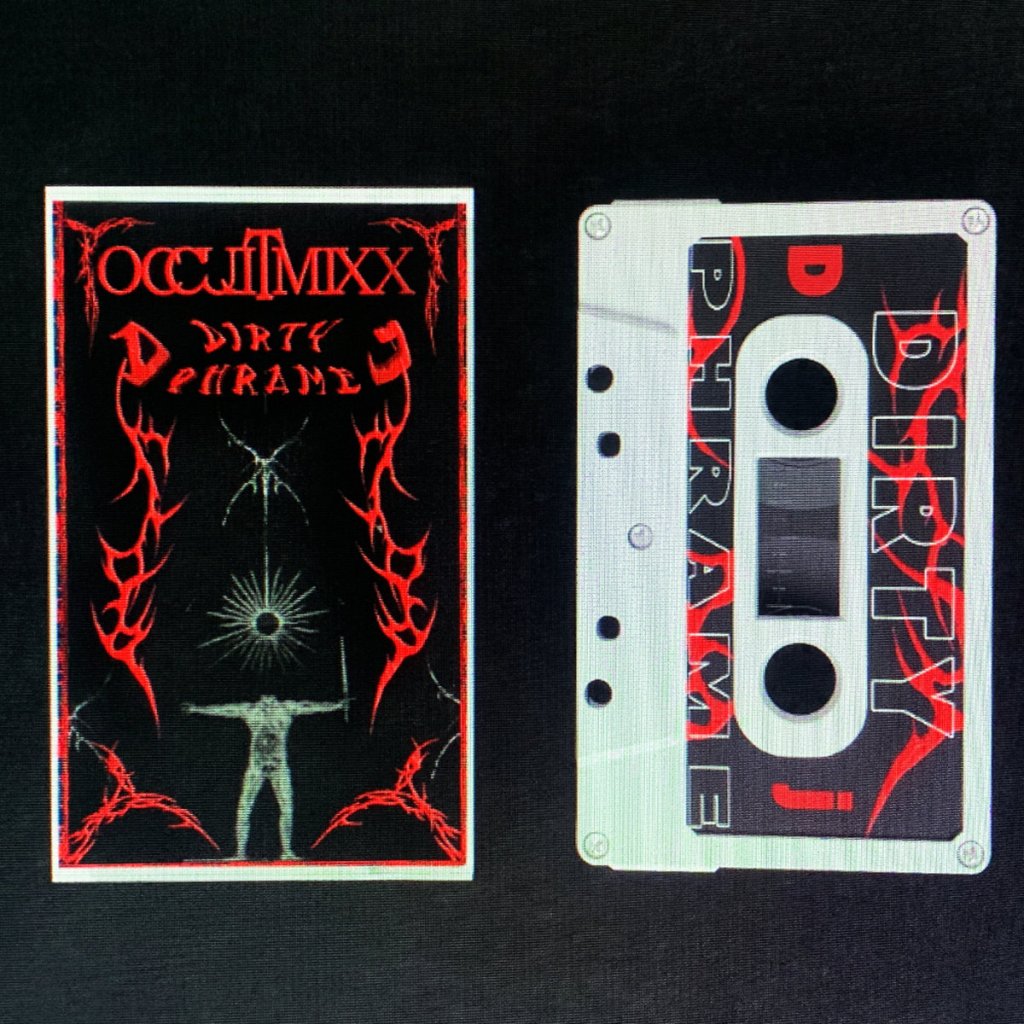 OCCULTMIXX
D DIRTY J
PHRAME
DIRTY
D j
PHRAME